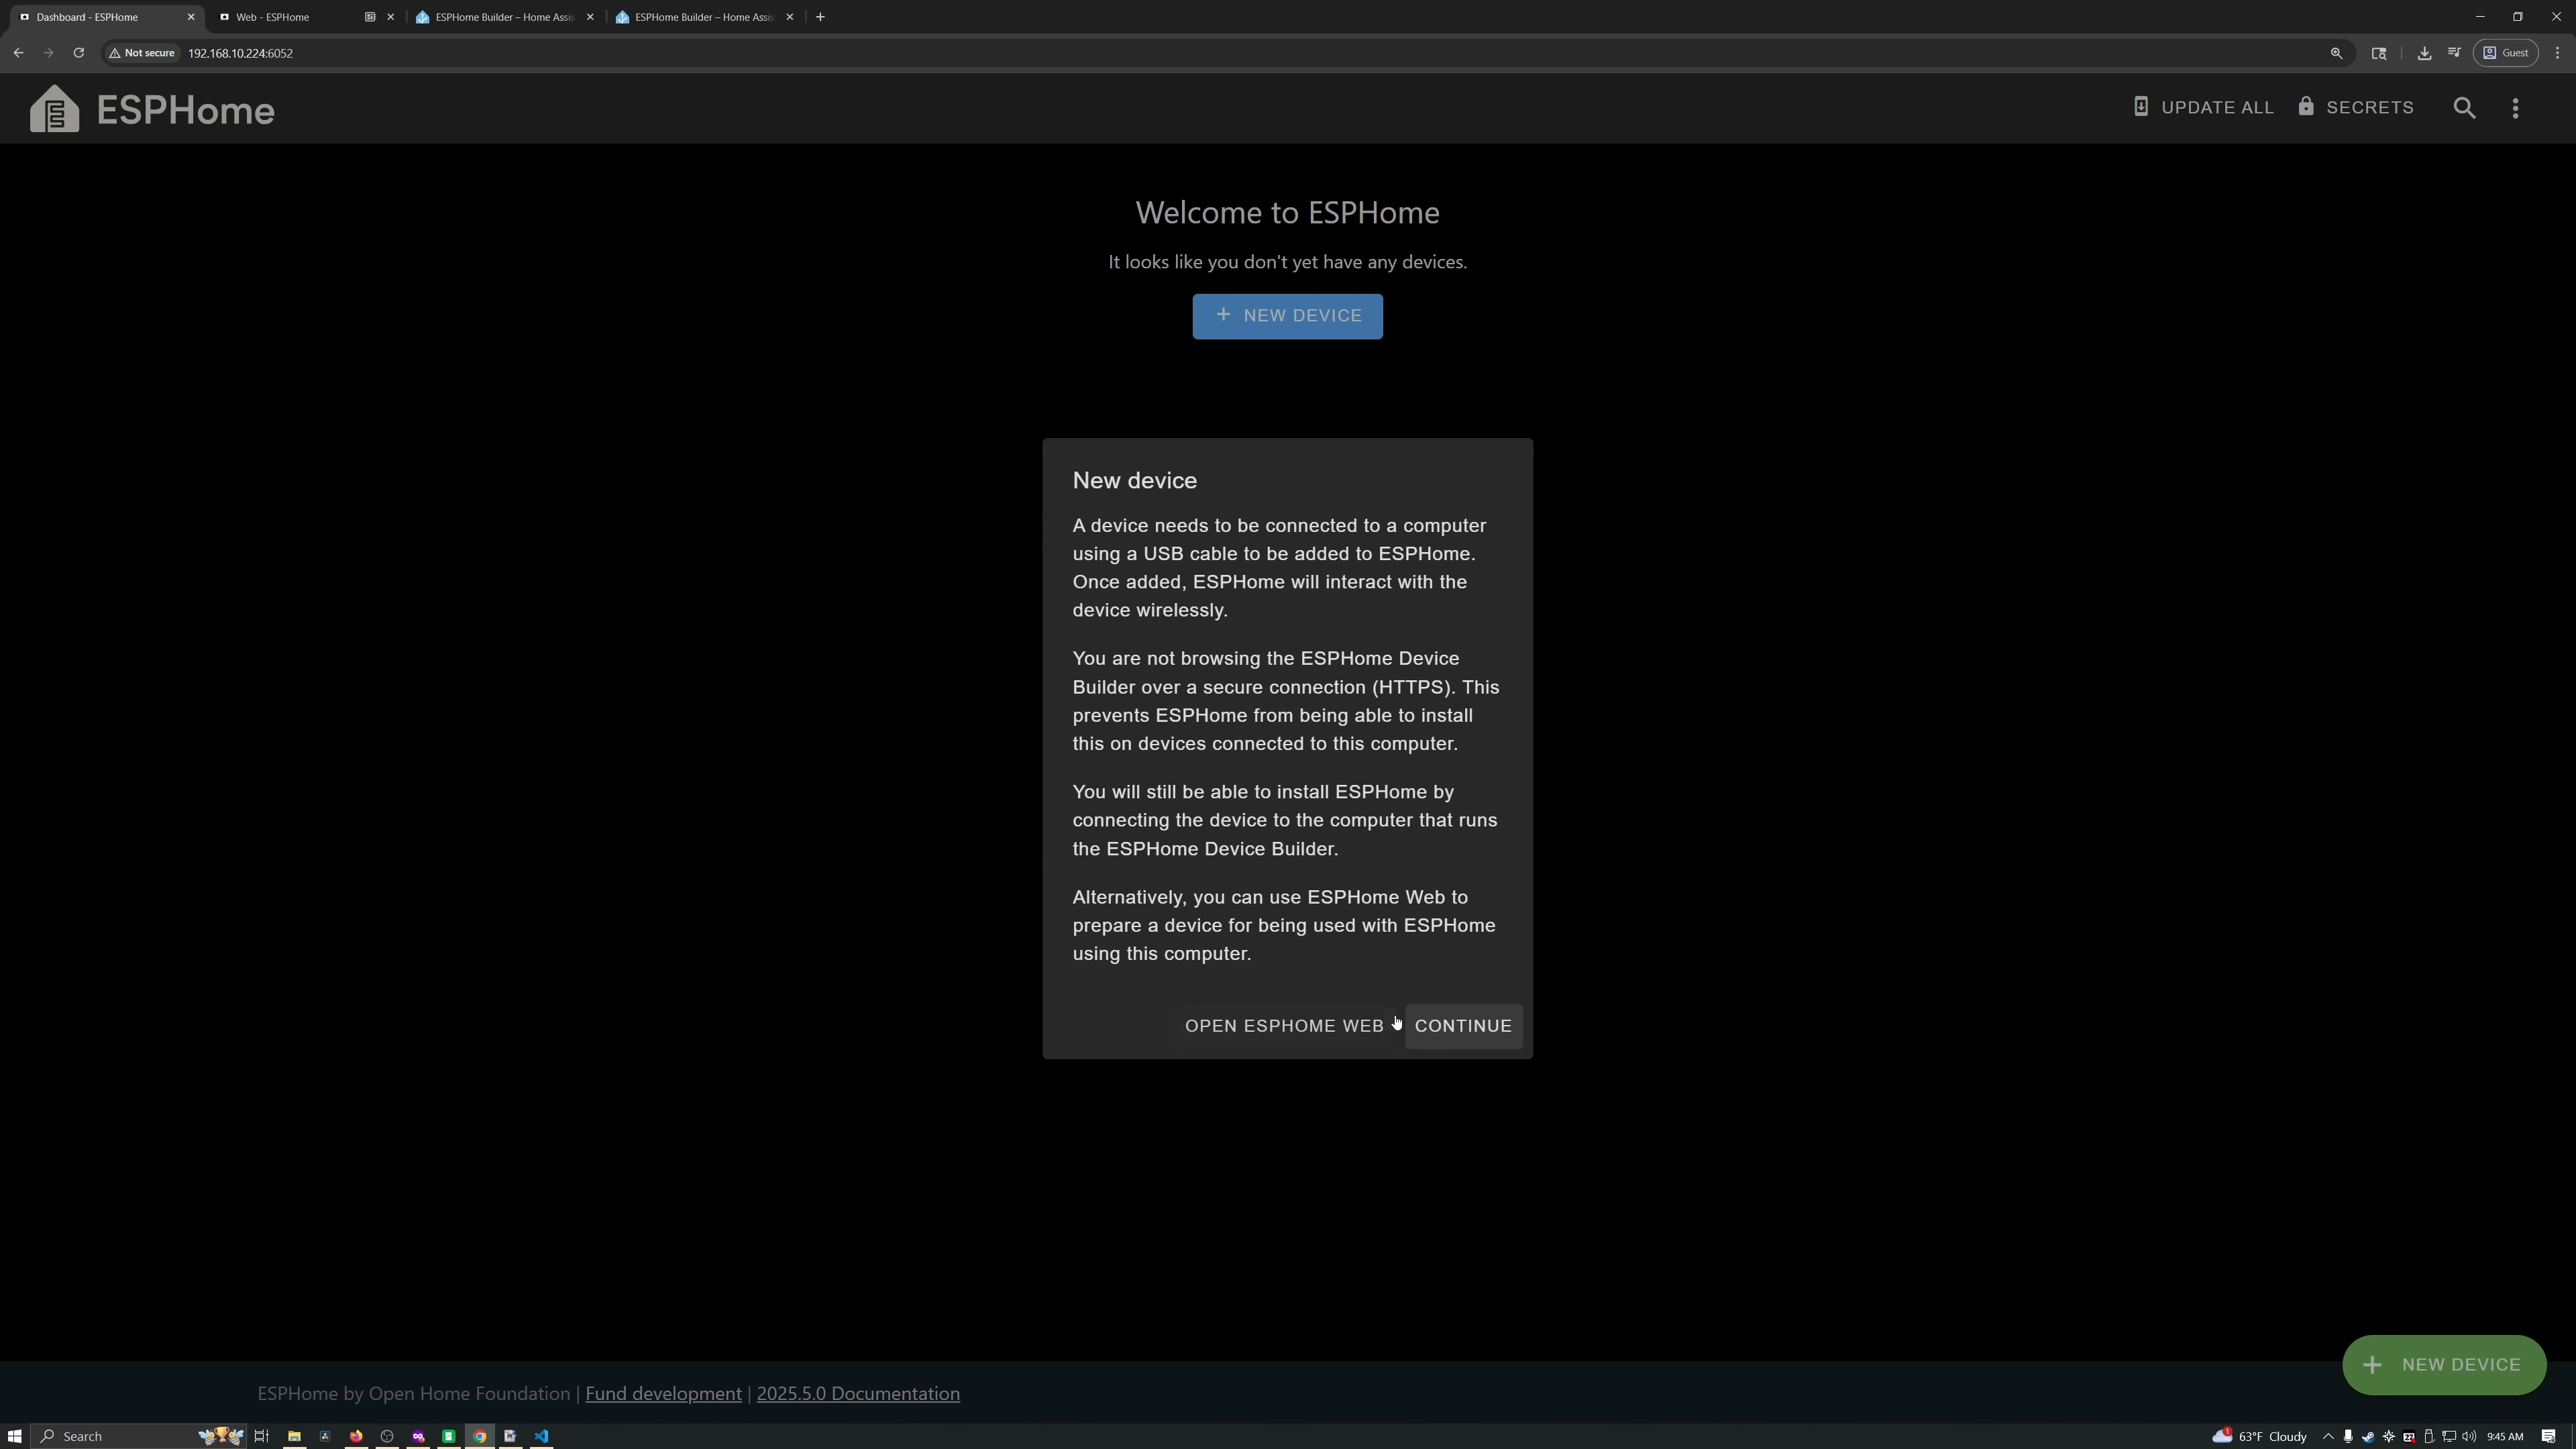 Dashboard - ESPHome
Web - ESPHome
ESPHome Builder – Home Assis
ESPHome Builder – Home Assis
Not secure
192.168.10.224:6052
Guest
ESPHome
UPDATE ALL
SECRETS
Welcome to ESPHome
It looks like you don't yet have any devices.
+ NEW DEVICE
New device
A device needs to be connected to a computer
using a USB cable to be added to ESPHome.
Once added, ESPHome will interact with the
device wirelessly.
You are not browsing the ESPHome Device
Builder over a secure connection (HTTPS). This
prevents ESPHome from being able to install
this on devices connected to this computer.
You will still be able to install ESPHome by
connecting the device to the computer that runs
the ESPHome Device Builder.
Alternatively, you can use ESPHome Web to
prepare a device for being used with ESPHome
using this computer.
OPEN ESPHOME WEB
CONTINUE
+ NEW DEVICE
ESPHome by Open Home Foundation | Fund development | 2025.5.0 Documentation
Search
63°F Cloudy
9:45 AM